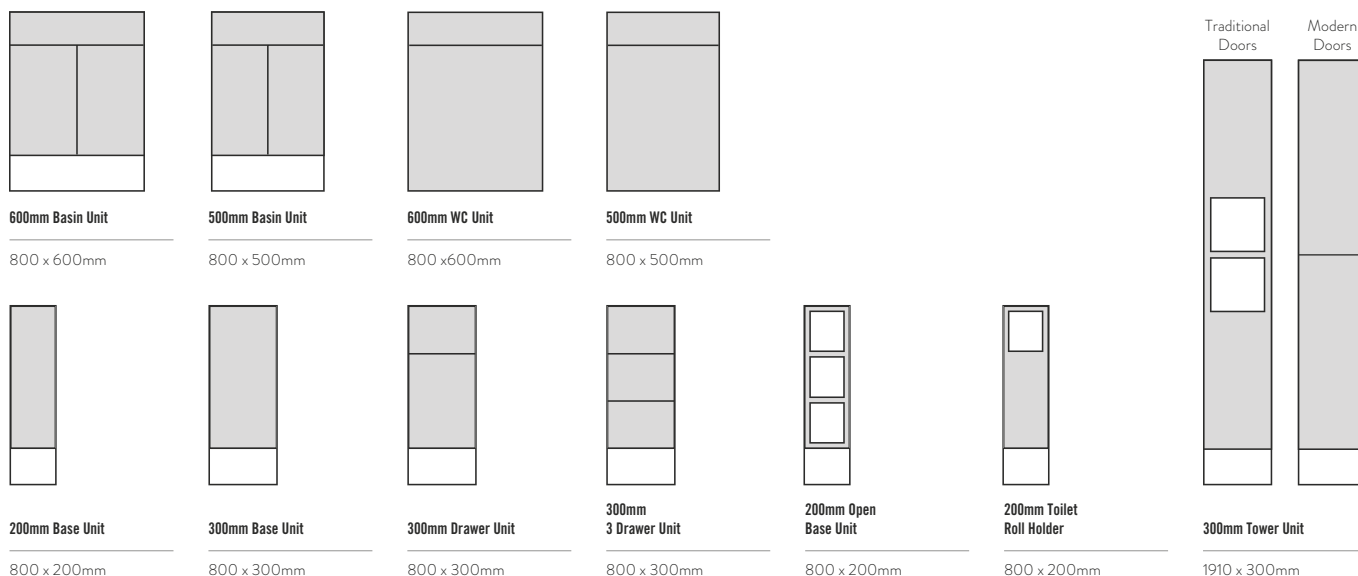 Traditional
Doors
Modern
Doors
600mm Basin Unit
800 x 600mm
500mm Basin Unit
800 x 500mm
600mm WC Unit
800 x600mm
500mm WC Unit
800 x 500mm
200mm Base Unit
800 x 200mm
300mm Base Unit
800 x 300mm
300mm Drawer Unit
800 x 300mm
300mm
3 Drawer Unit
800 x 300mm
200mm Open
Base Unit
800 x 200mm
200mm Toilet
Roll Holder
800 x 200mm
300mm Tower Unit
1910 x 300mm